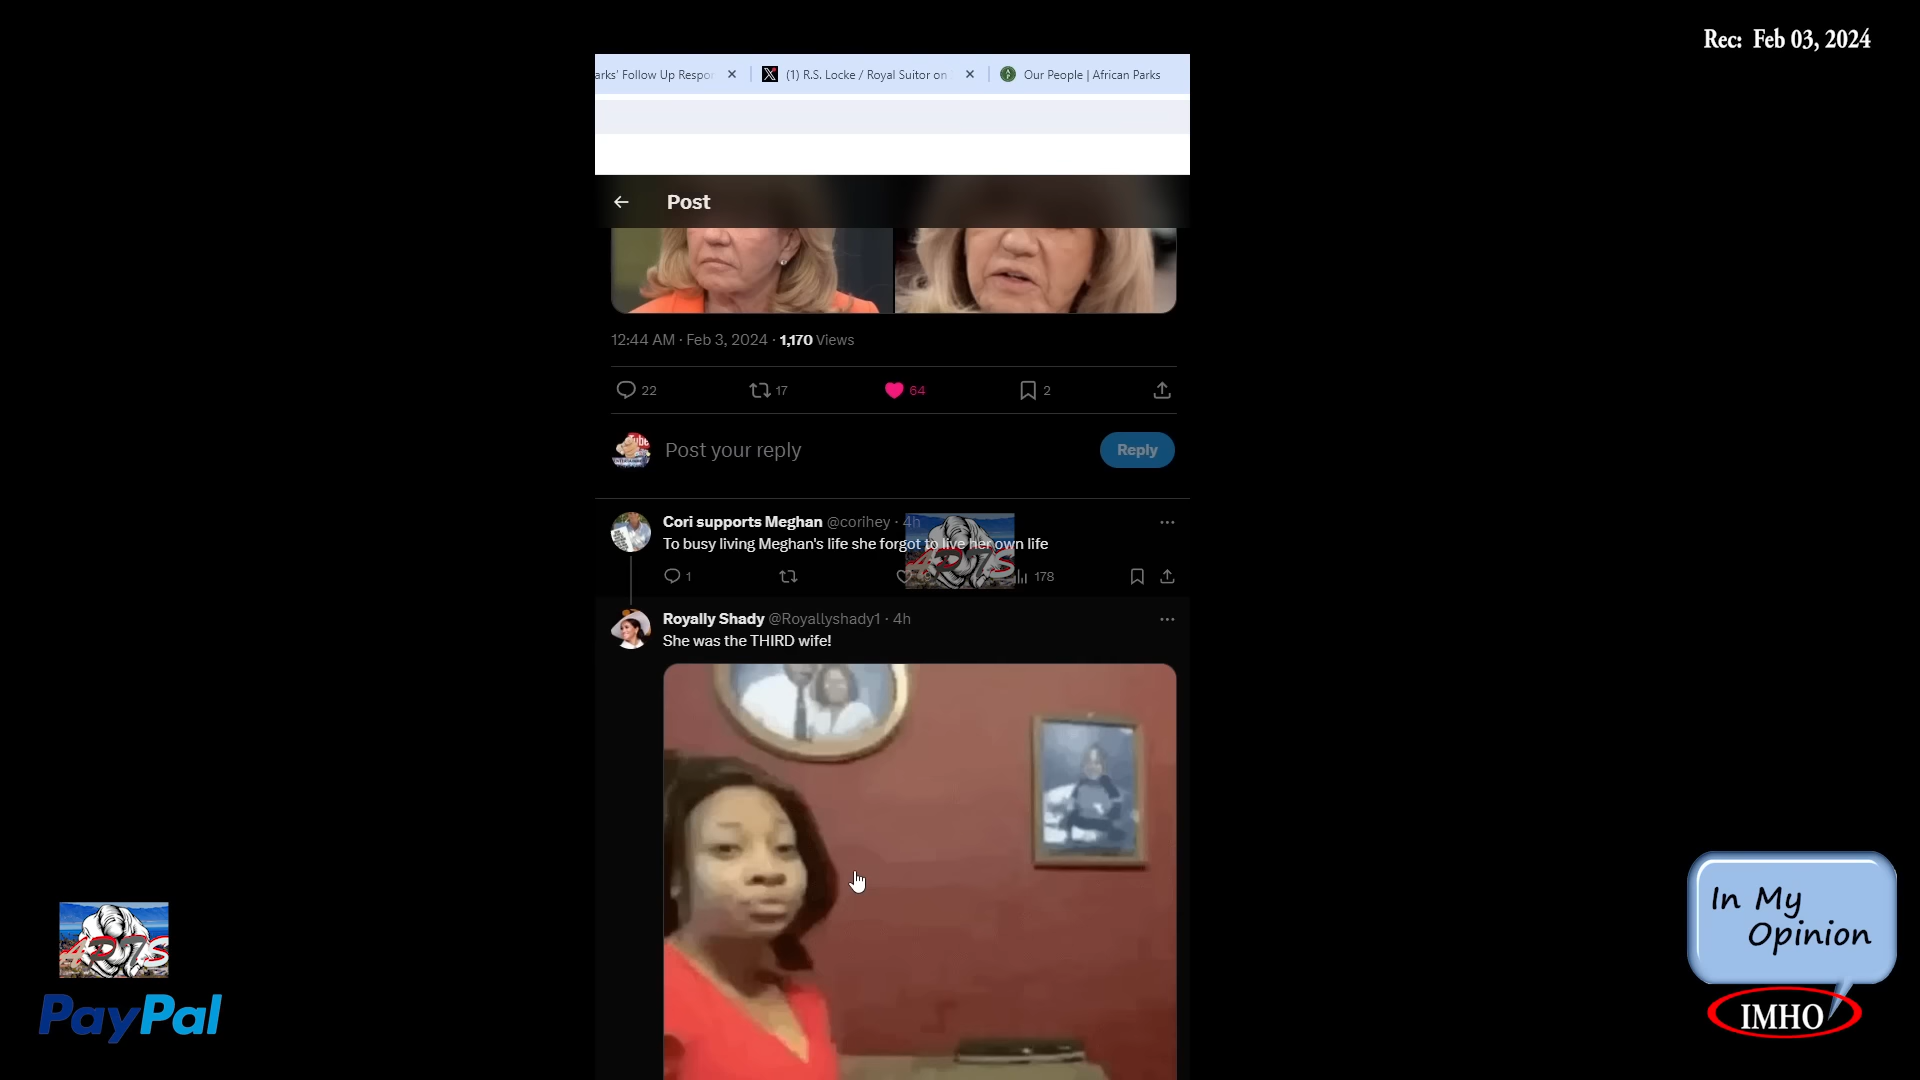 Rec: Feb 03, 2024
arks' Follow Up Respo
(1) R.S. Locke / Royal Suitor on
Our People | African Parks
Post
12:44 AM · Feb 3, 2024 · 1,170 Views
22
17
64
2
Post your reply
Reply
Cori supports Meghan @corihey · 4h
To busy living Meghan's life she forgot to live her own life
1
178
Royally Shady @Royallyshady1 · 4h
She was the THIRD wife!
PayPal
In My
Opinion
IMHO